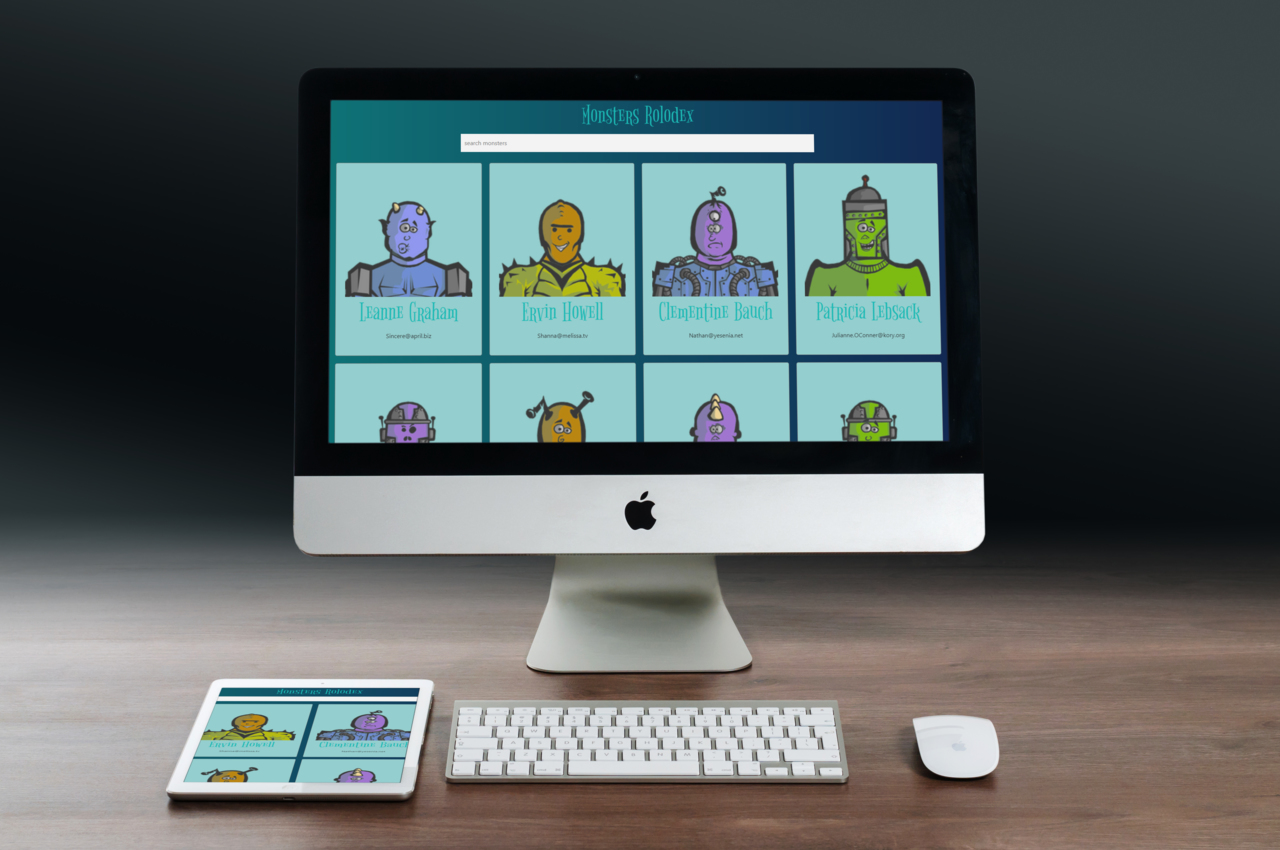 Monsters Rolodex
search monsters
Leanne Graham
Ervin Howell
Clementine Bauch
Patricia Lebsack
Sincere@april.biz
Shanna@melissa.tv
Nathan@yesenia.net
Julianne.OConner@kory.org
Monsters Rolodex
Ervin Howell
Clementine Bauch